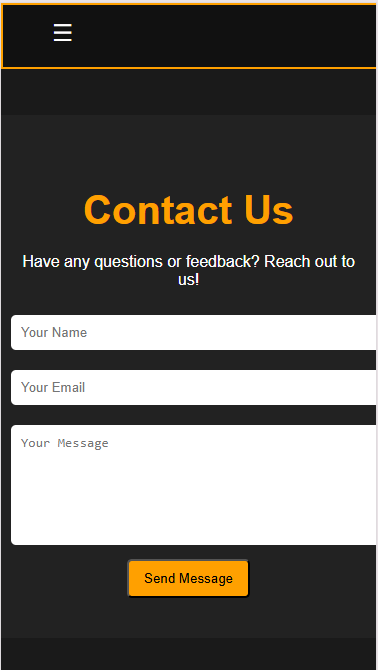 ☰
Contact Us
Have any questions or feedback? Reach out to
us!
Your Name
Your Email
Your Message
Send Message